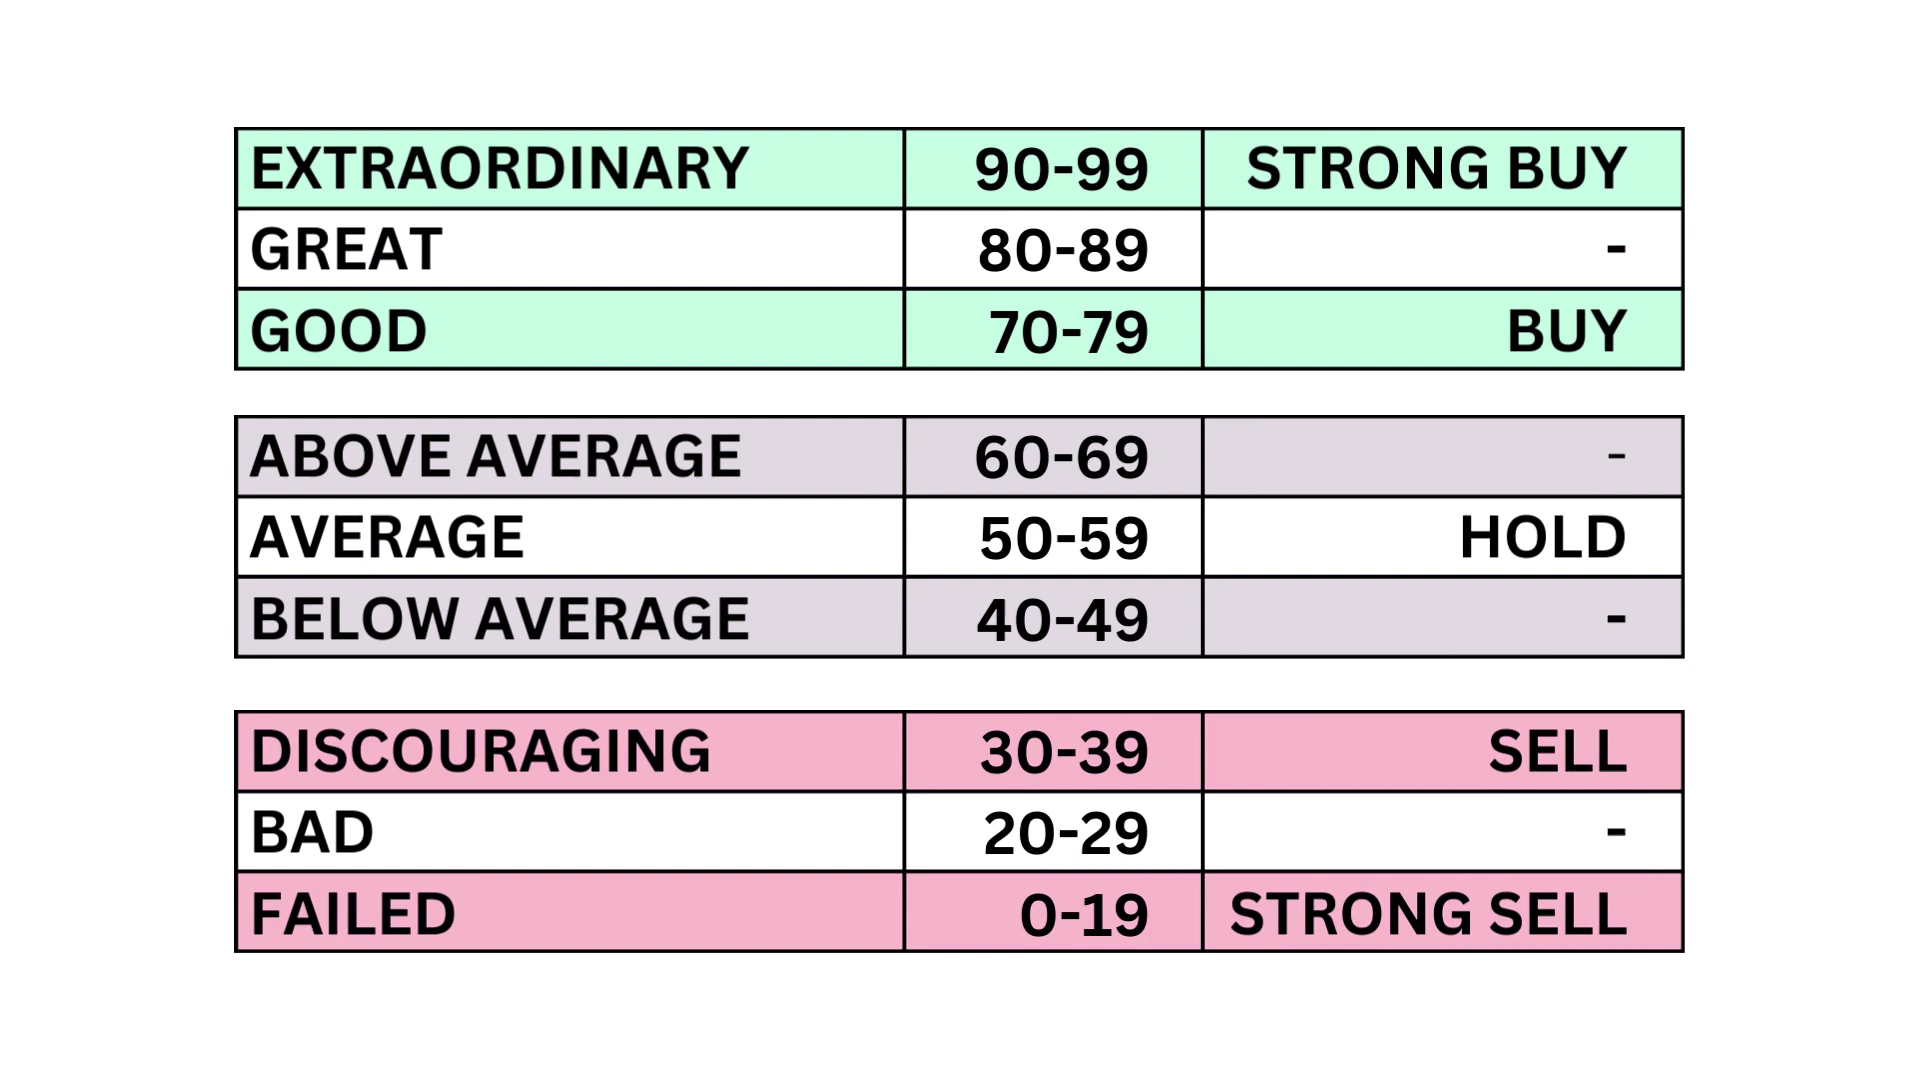 EXTRAORDINARY 90-99 STRONG BUY
GREAT 80-89 -
GOOD 70-79 BUY
ABOVE AVERAGE 60-69 -
AVERAGE 50-59 HOLD
BELOW AVERAGE 40-49 -
DISCOURAGING 30-39 SELL
BAD 20-29 -
FAILED 0-19 STRONG SELL